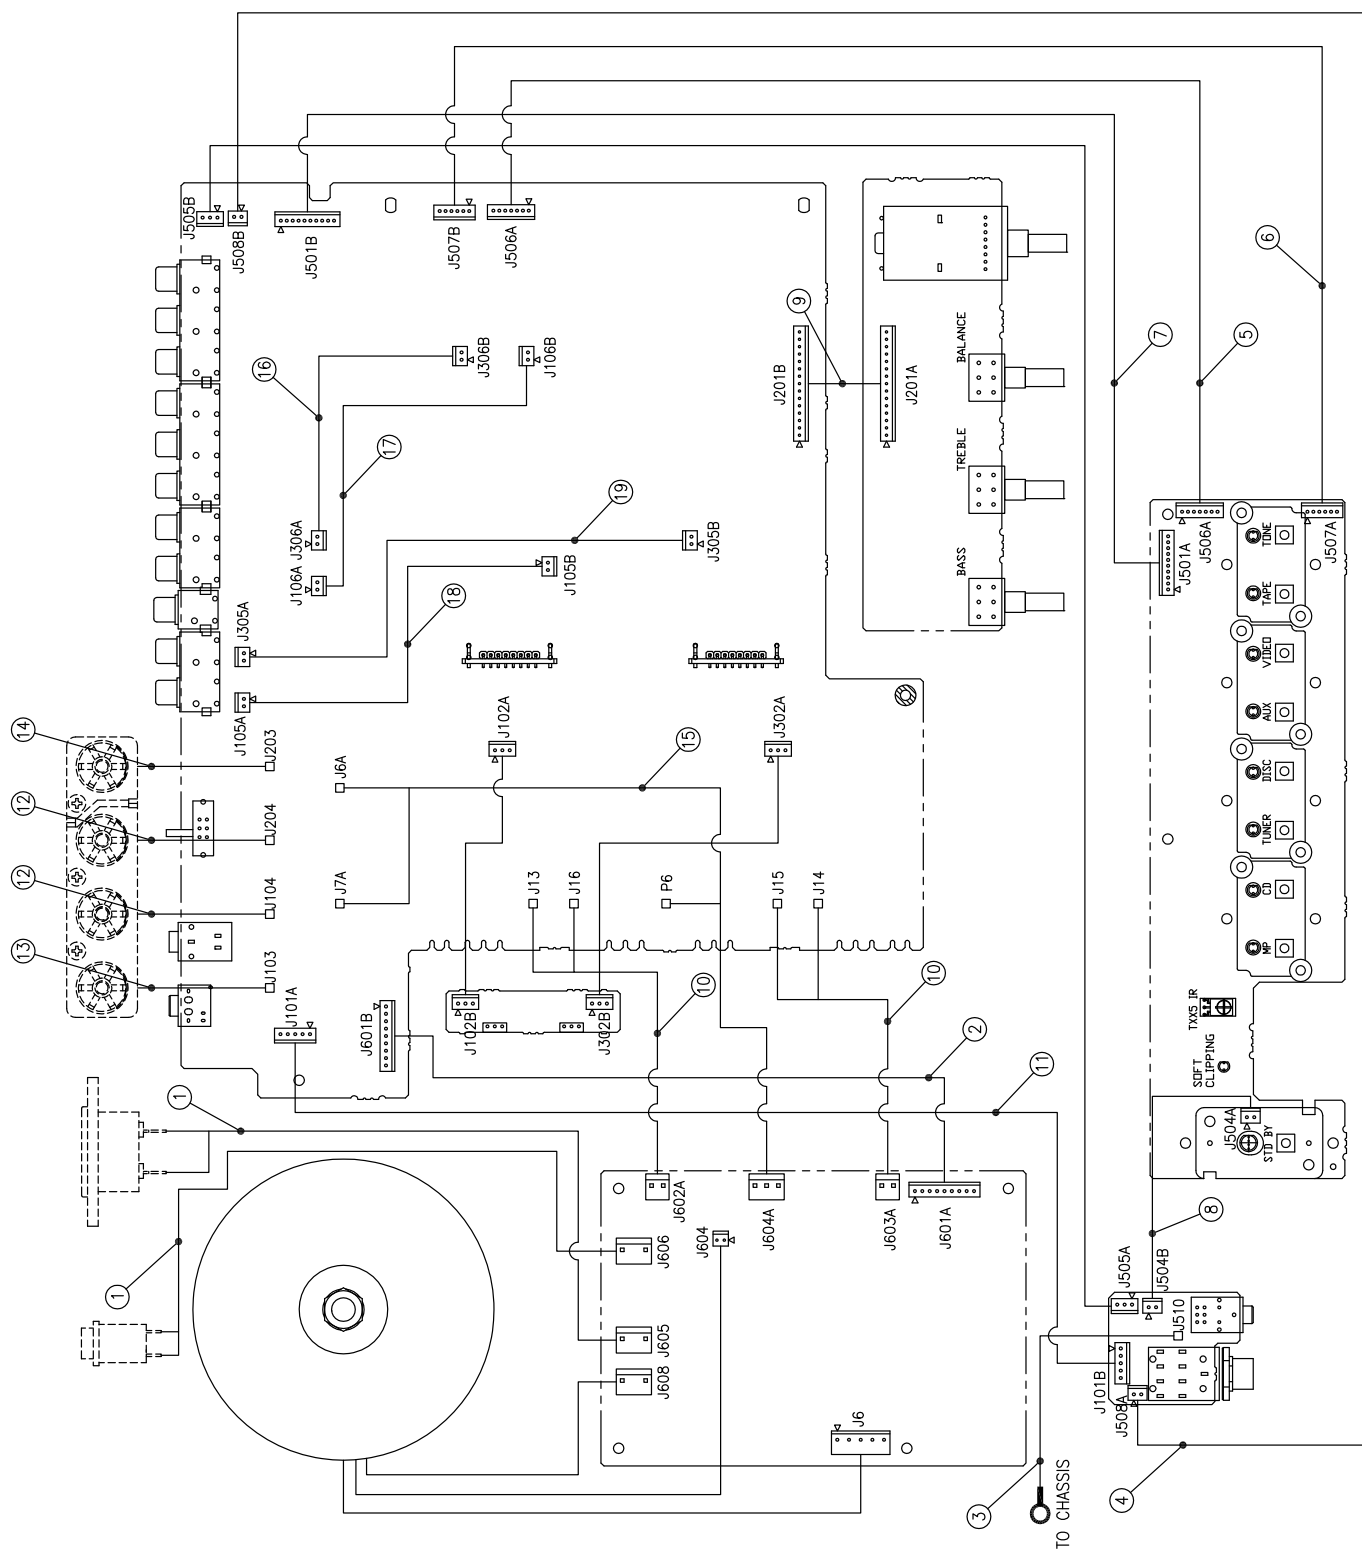 14
12
12
13
J203
J204
J104
J103
J105A
J305A
J6A
J7A
J101A
J601B
J505B
J508B
J501B
J507B
J506A
16
17
J306B
J106B
J306A
J106A
19
18
J105B
J305B
J102A
J302A
15
J13
J16
P6
J15
J14
J102B
J302B
10
10
2
11
9
J201B
J201A
BALANCE
TREBLE
BASS
7
5
6
J501A
J506A
J507A
TONE
TAPE
VIDEO
AUX
DISC
TUNER
CD
MP
TXX5 IR
SOFT
CLIPPING
J504A
STD BY
8
1
1
J602A
J604A
J603A
J601A
J604
J606
J605
J608
J6
J505A
J504B
J510
J101B
J508A
3
TO CHASSIS
4